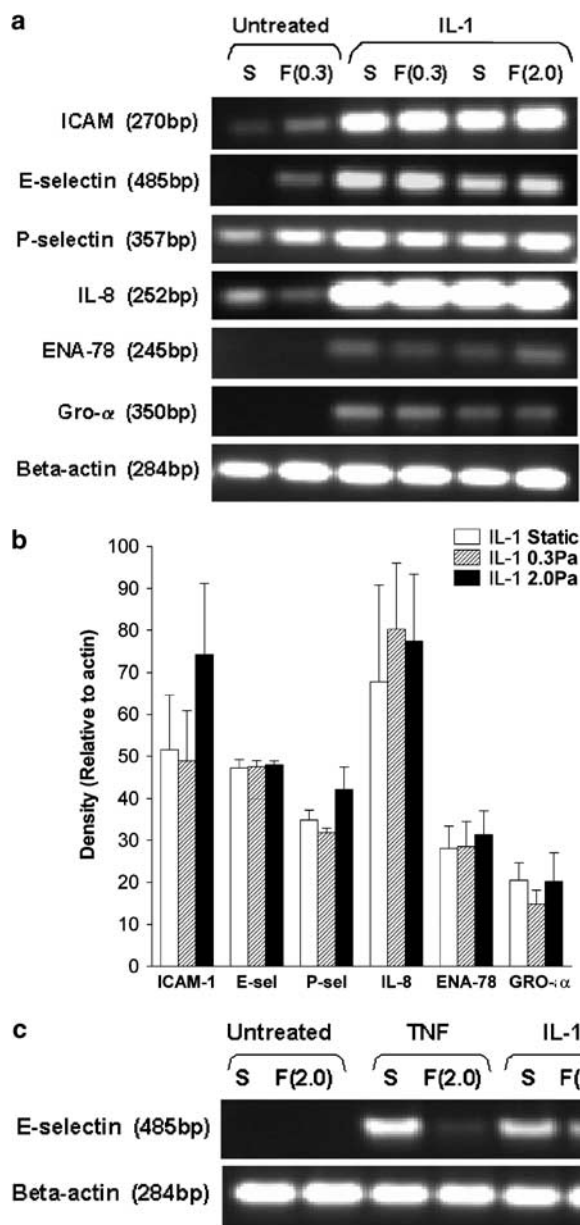 a
Untreated IL-1
S F(0.3) S F(0.3) S F(2.0)
ICAM (270bp)
E-selectin (485bp)
P-selectin (357bp)
IL-8 (252bp)
ENA-78 (245bp)
Gro-α (350bp)
Beta-actin (284bp)
b
IL-1 Static
IL-1 0.3Pa
IL-1 2.0Pa
100
90
80
70
60
50
40
30
20
10
0
Density (Relative to actin)
ICAM-1 E-sel P-sel IL-8 ENA-78 GRO-α
c
Untreated TNF IL-1
S F(2.0) S F(2.0) S F(
E-selectin (485bp)
Beta-actin (284bp)